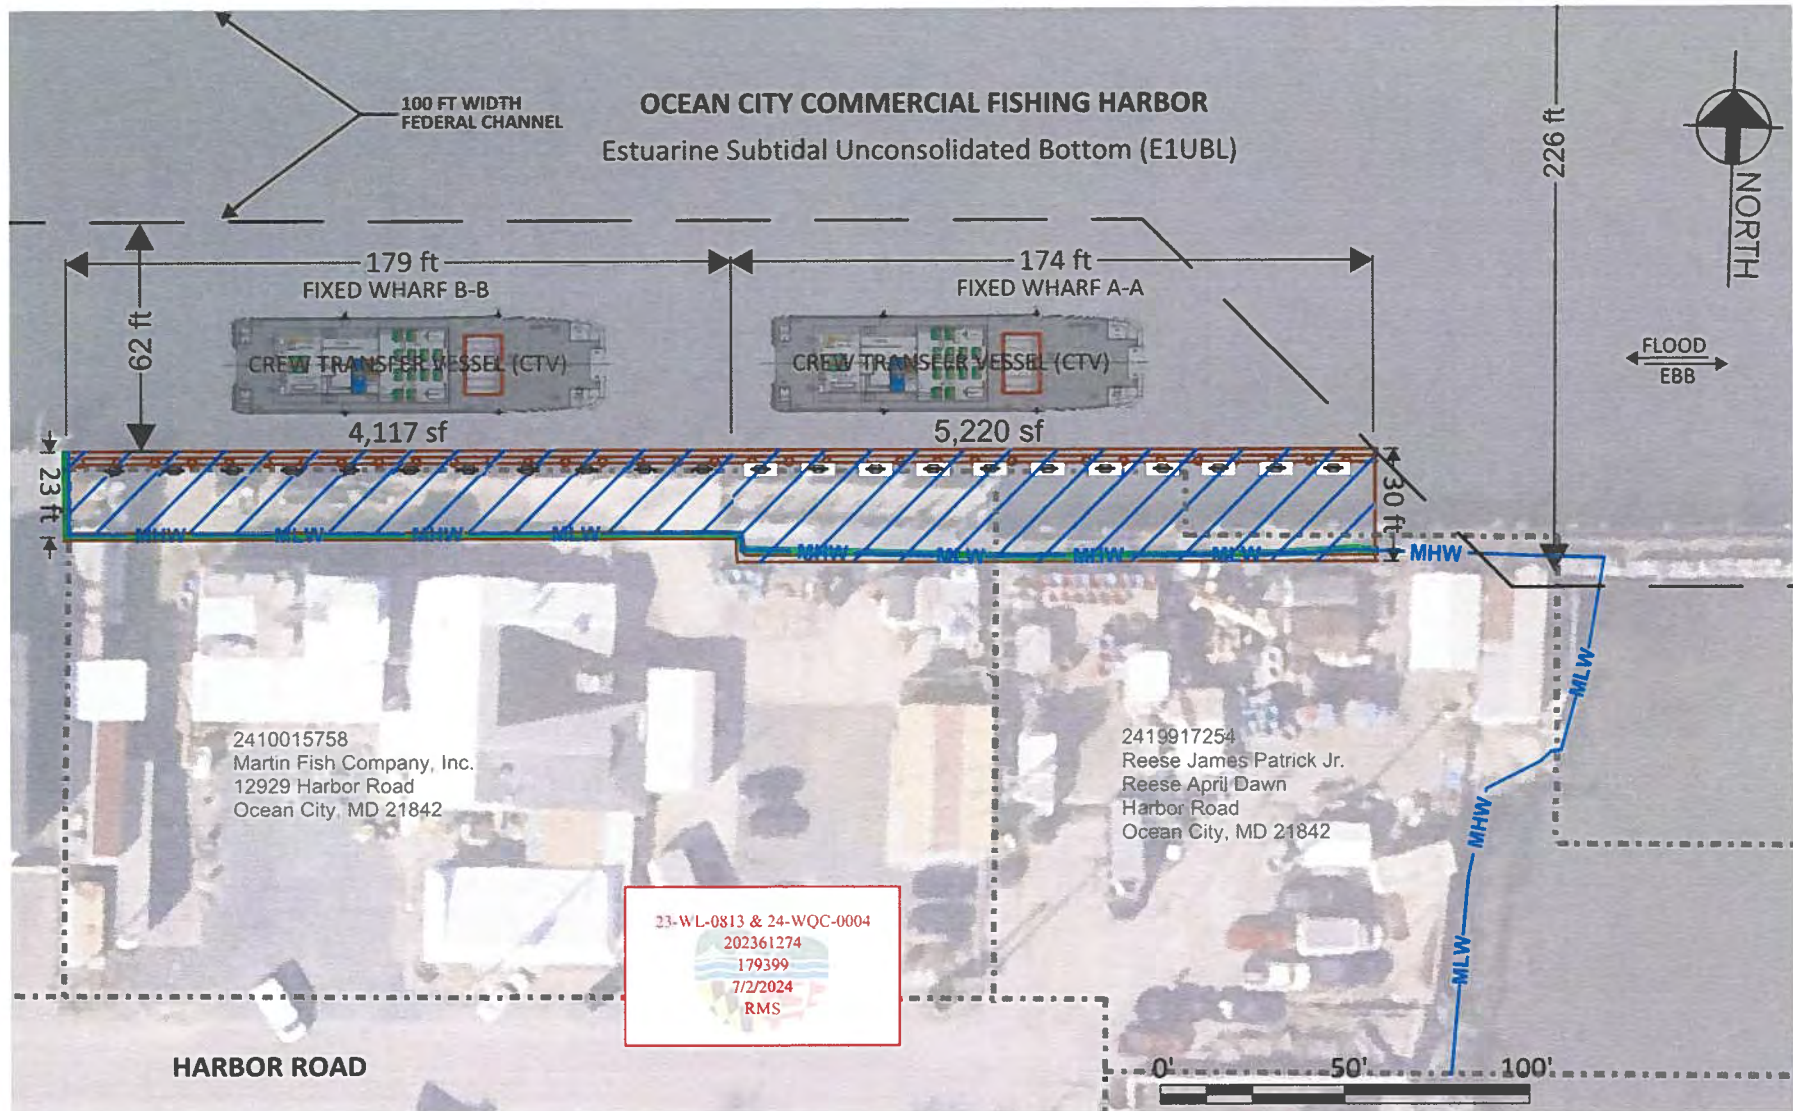 100 FT WIDTH
FEDERAL CHANNEL
OCEAN CITY COMMERCIAL FISHING HARBOR
Estuarine Subtidal Unconsolidated Bottom (E1UBL)
226 ft
NORTH
179 ft
FIXED WHARF B-B
174 ft
FIXED WHARF A-A
62 ft
CREW TRANSFER VESSEL (CTV)
CREW TRANSFER VESSEL (CTV)
FLOOD
EBB
4,117 sf
5,220 sf
23 ft
30 ft
MHW
MLW
MHW
MLW
MHW
MLW
MHW
MLW
MHW
MLW
2410015758
Martin Fish Company, Inc.
12929 Harbor Road
Ocean City, MD 21842
2419917254
Reese James Patrick Jr.
Reese April Dawn
Harbor Road
Ocean City, MD 21842
MHW
MLW
23-WL-0813 & 24-WQC-0004
202361274
179399
7/2/2024
RMS
HARBOR ROAD
0'
50'
100'